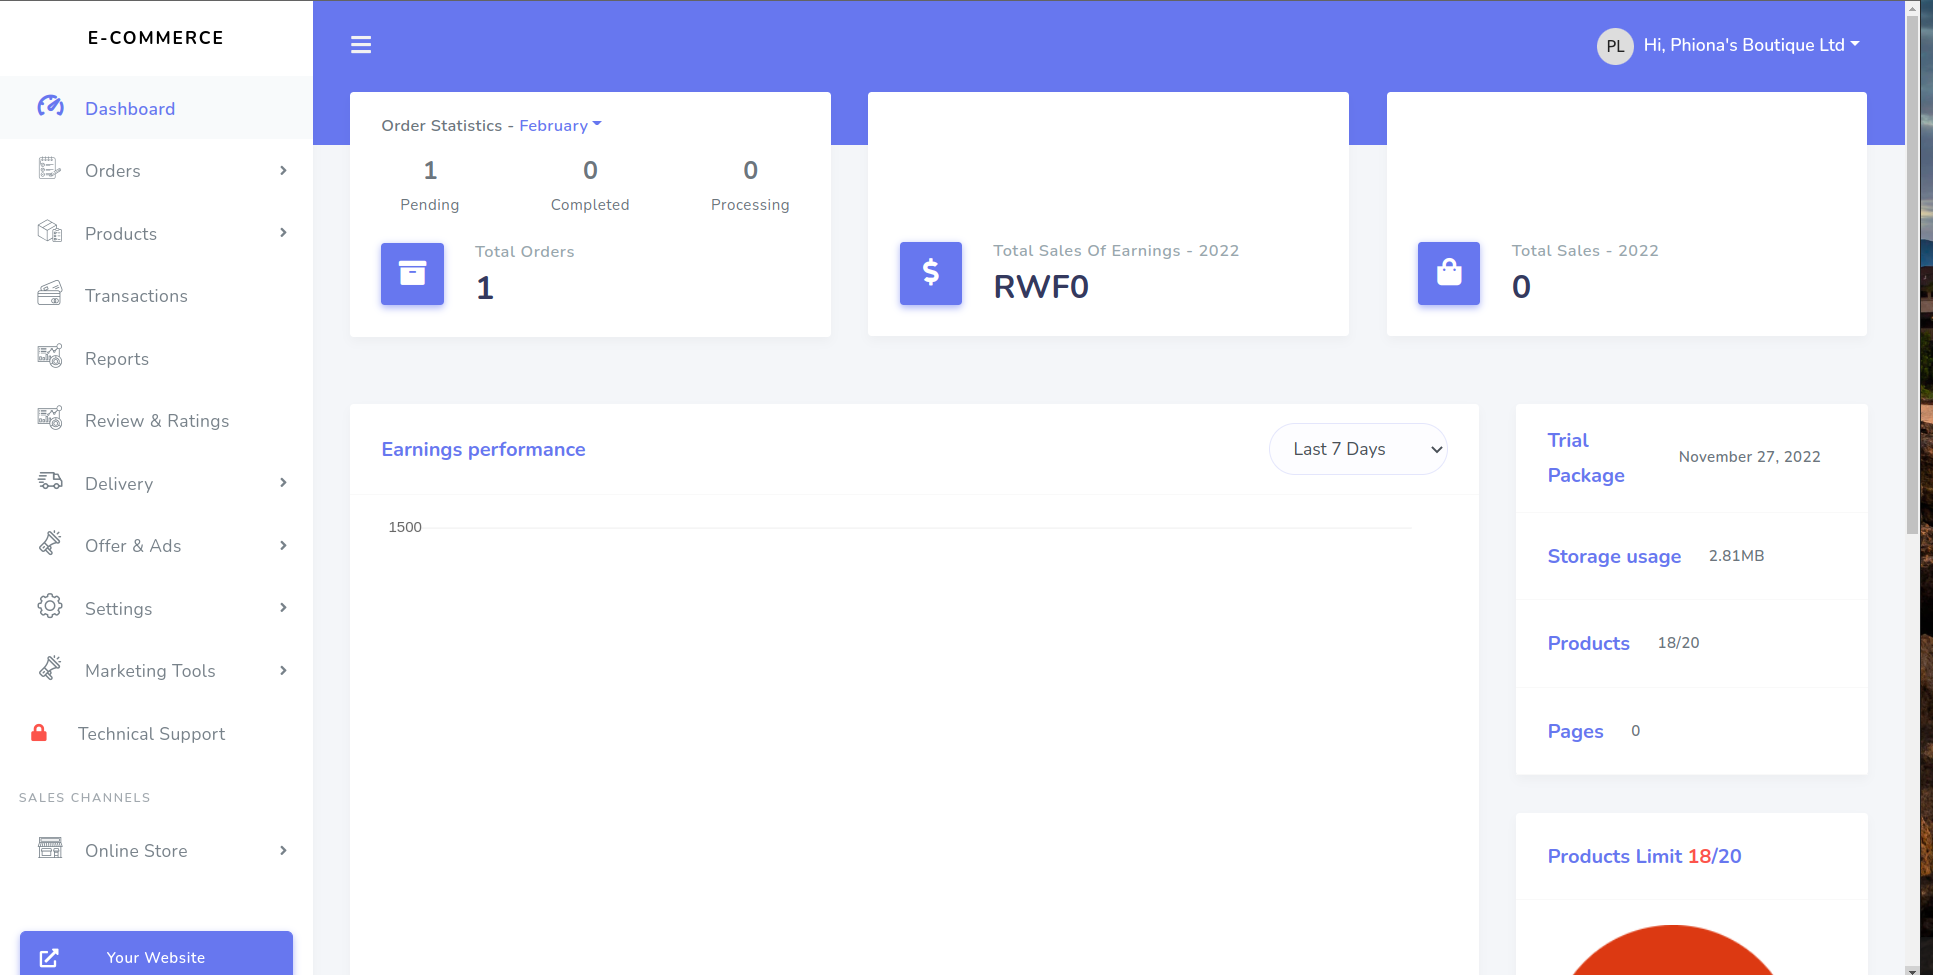 E-COMMERCE
Dashboard
Orders
Products
Transactions
Reports
Review & Ratings
Delivery
Offer & Ads
Settings
Marketing Tools
Technical Support
SALES CHANNELS
Online Store
Your Website
PL Hi, Phiona's Boutique Ltd
Order Statistics - February
1 0 0
Pending Completed Processing
Total Orders
1
$
Total Sales Of Earnings - 2022
RWF0
Total Sales - 2022
0
Earnings performance
Last 7 Days
1500
Trial
Package
November 27, 2022
Storage usage 2.81MB
Products 18/20
Pages 0
Products Limit 18/20